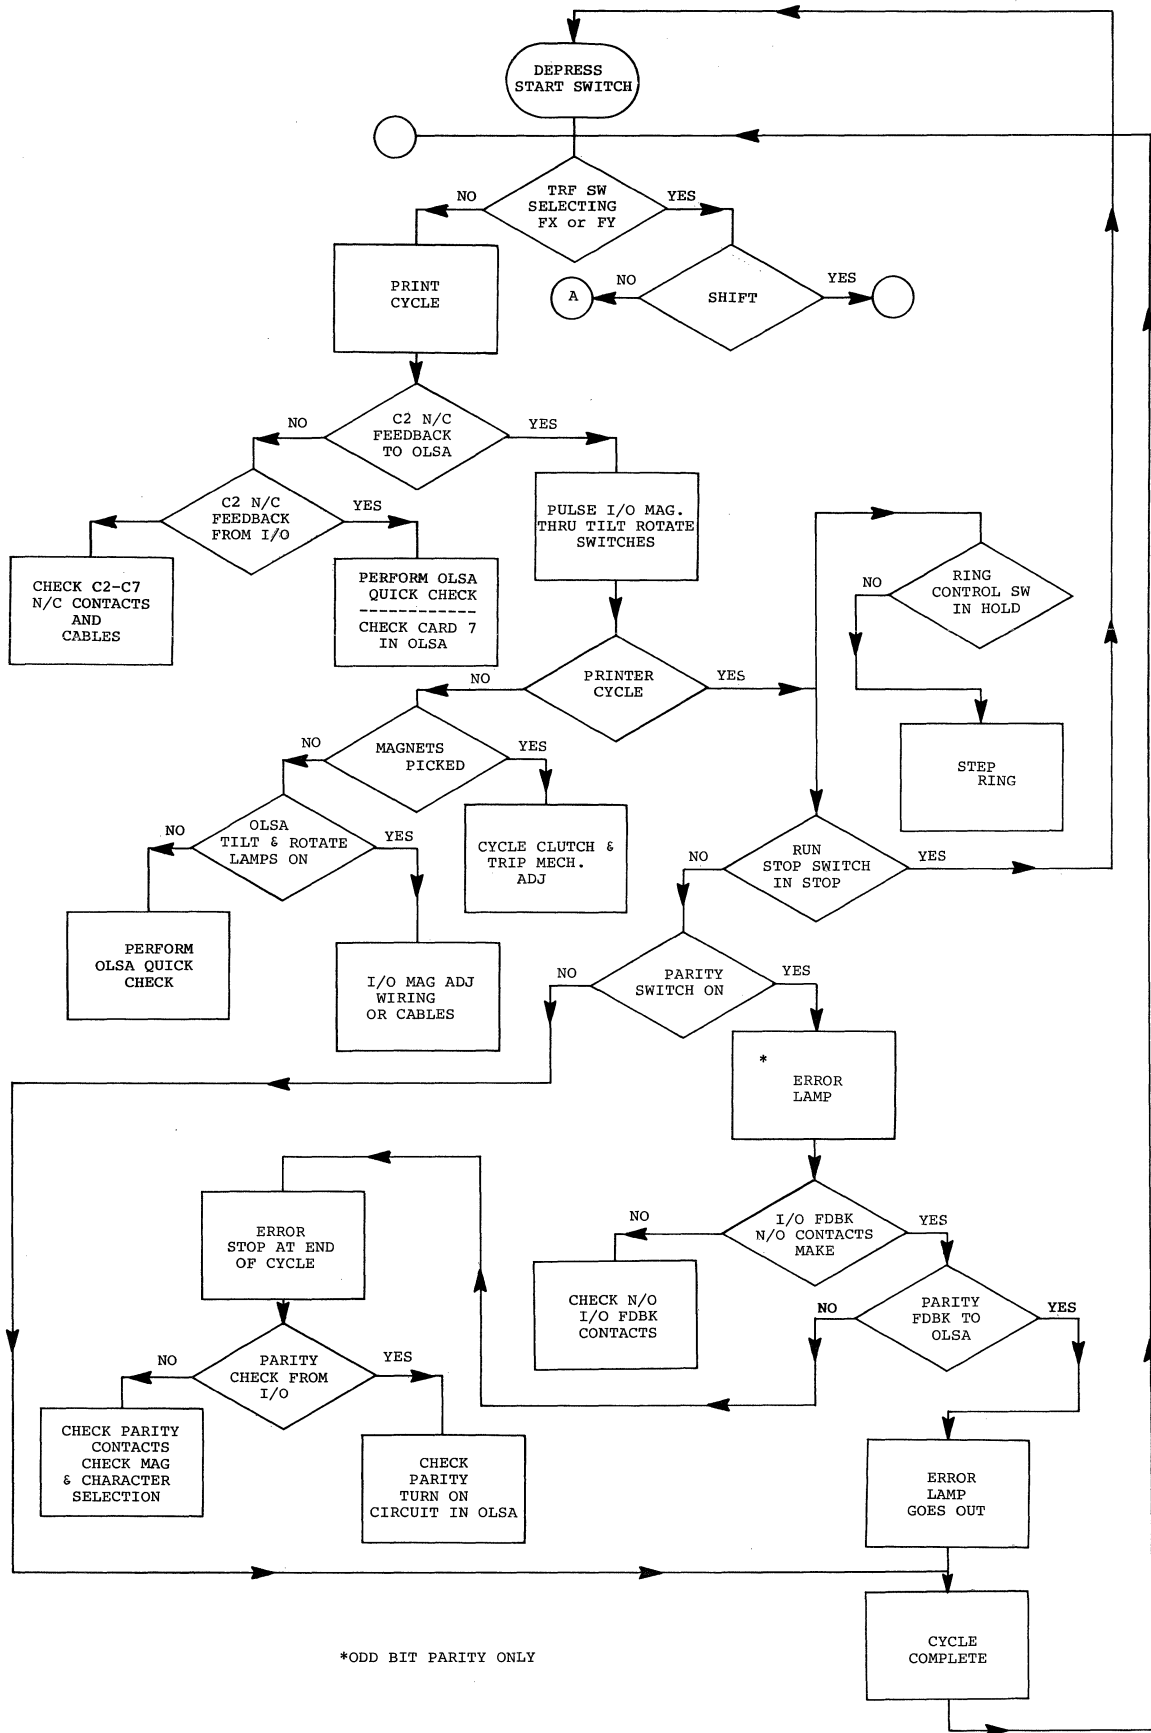 DEPRESS
START SWITCH
TRF SW
SELECTING
FX or FY
NO
YES
PRINT
CYCLE
SHIFT
NO
YES
A
C2 N/C
FEEDBACK
TO OLSA
NO
YES
C2 N/C
FEEDBACK
FROM I/O
YES
PULSE I/O MAG.
THRU TILT ROTATE
SWITCHES
CHECK C2-C7
N/C CONTACTS
AND
CABLES
PERFORM OLSA
QUICK CHECK
------------
CHECK CARD 7
IN OLSA
RING
CONTROL SW
IN HOLD
NO
STEP
RING
PRINTER
CYCLE
NO
YES
MAGNETS
PICKED
NO
YES
CYCLE CLUTCH &
TRIP MECH.
ADJ
OLSA
TILT & ROTATE
LAMPS ON
NO
YES
PERFORM
OLSA QUICK
CHECK
I/O MAG ADJ
WIRING
OR CABLES
RUN
STOP SWITCH
IN STOP
NO
YES
PARITY
SWITCH ON
NO
YES
*
ERROR
LAMP
I/O FDBK
N/O CONTACTS
MAKE
NO
YES
CHECK N/O
I/O FDBK
CONTACTS
PARITY
FDBK TO
OLSA
NO
YES
ERROR
STOP AT END
OF CYCLE
PARITY
CHECK FROM
I/O
NO
YES
CHECK PARITY
CONTACTS
CHECK MAG
& CHARACTER
SELECTION
CHECK
PARITY
TURN ON
CIRCUIT IN OLSA
ERROR
LAMP
GOES OUT
CYCLE
COMPLETE
*ODD BIT PARITY ONLY